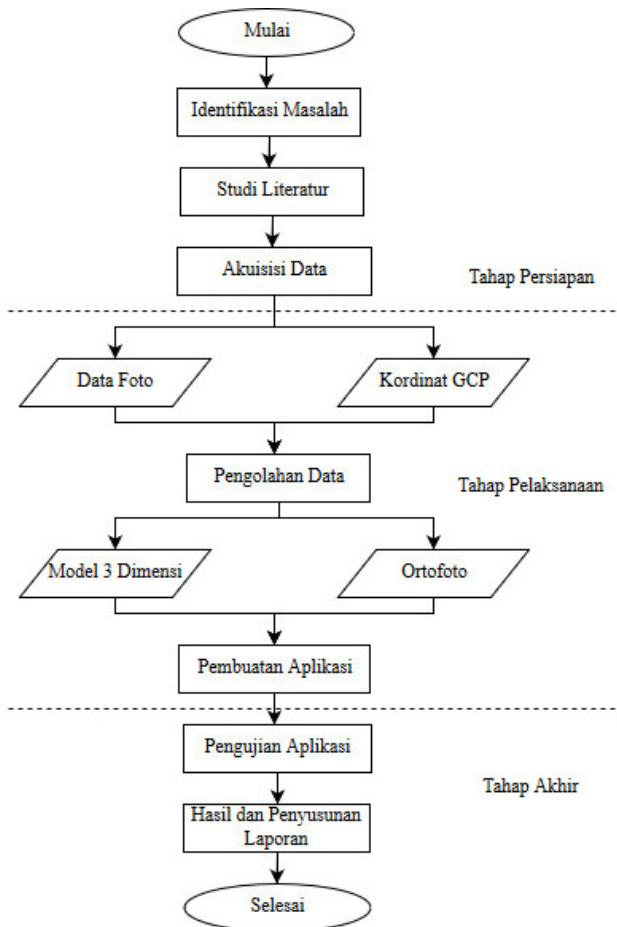 Mulai
Identifikasi Masalah
Studi Literatur
Akuisisi Data
Tahap Persiapan
Data Foto
Kordinat GCP
Pengolahan Data
Tahap Pelaksanaan
Model 3 Dimensi
Ortofoto
Pembuatan Aplikasi
Pengujian Aplikasi
Tahap Akhir
Hasil dan Penyusunan
Laporan
Selesai